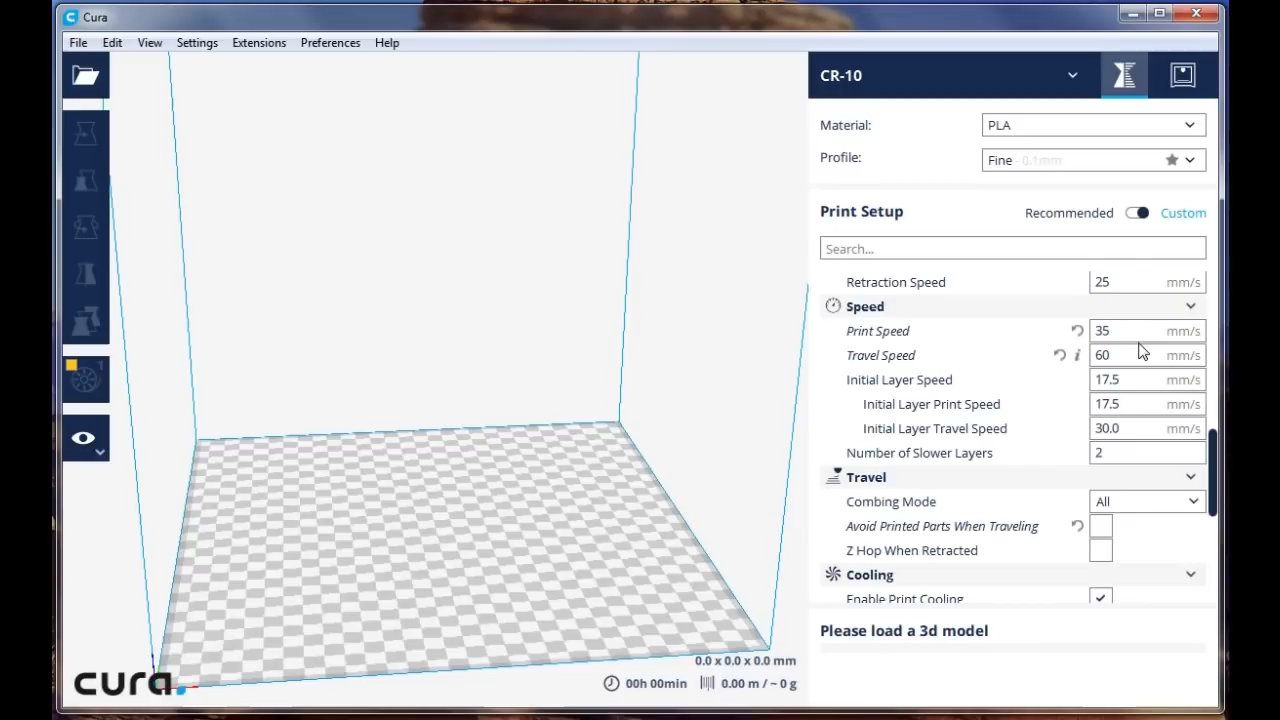 Cura
File Edit View Settings Extensions Preferences Help
CR-10
Material: PLA
Profile: Fine - 0.1mm
Print Setup Recommended Custom
Search...
Retraction Speed 25 mm/s
Speed
Print Speed 35 mm/s
Travel Speed i 60 mm/s
Initial Layer Speed 17.5 mm/s
Initial Layer Print Speed 17.5 mm/s
Initial Layer Travel Speed 30.0 mm/s
Number of Slower Layers 2
Travel
Combing Mode All
Avoid Printed Parts When Traveling
Z Hop When Retracted
Cooling
Enable Print Cooling
Please load a 3d model
1
0.0 x 0.0 x 0.0 mm
00h 00min 0.00 m / ~ 0 g
cura.